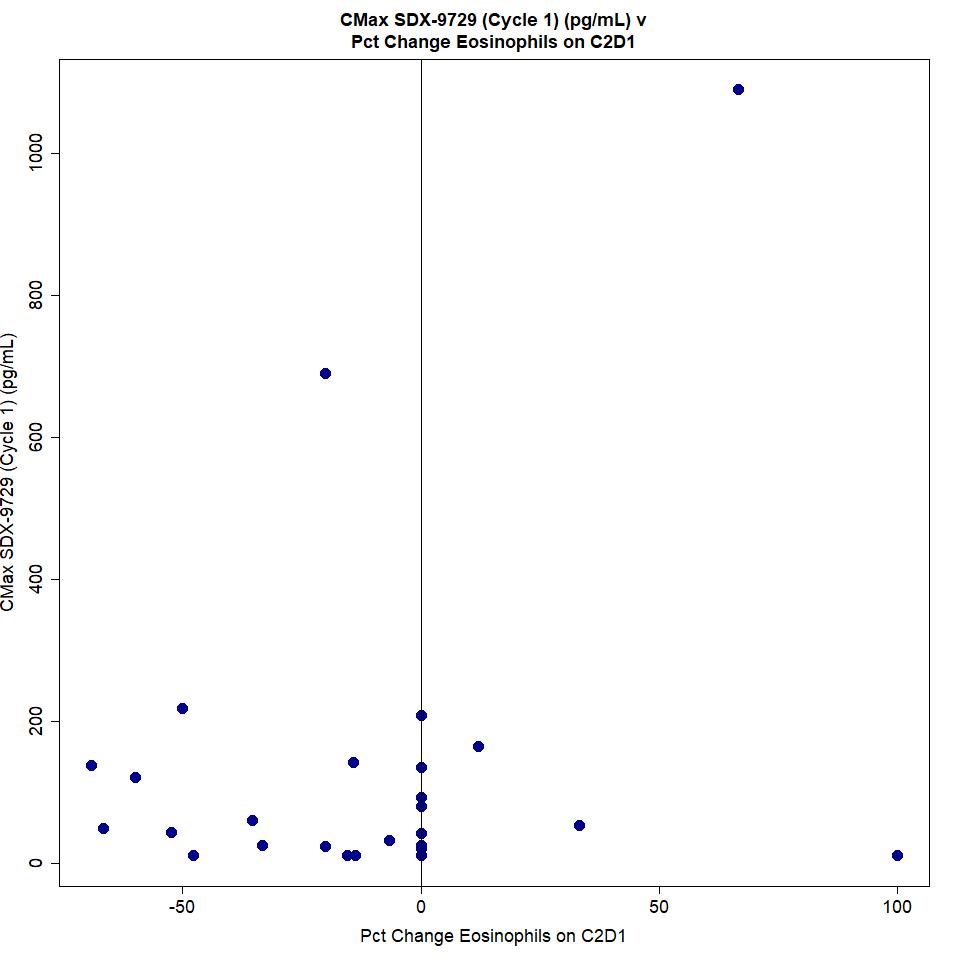 CMax SDX-9729 (Cycle 1) (pg/mL) v
Pct Change Eosinophils on C2D1
CMax SDX-9729 (Cycle 1) (pg/mL)
1000
800
600
400
200
0
-50
0
50
100
Pct Change Eosinophils on C2D1